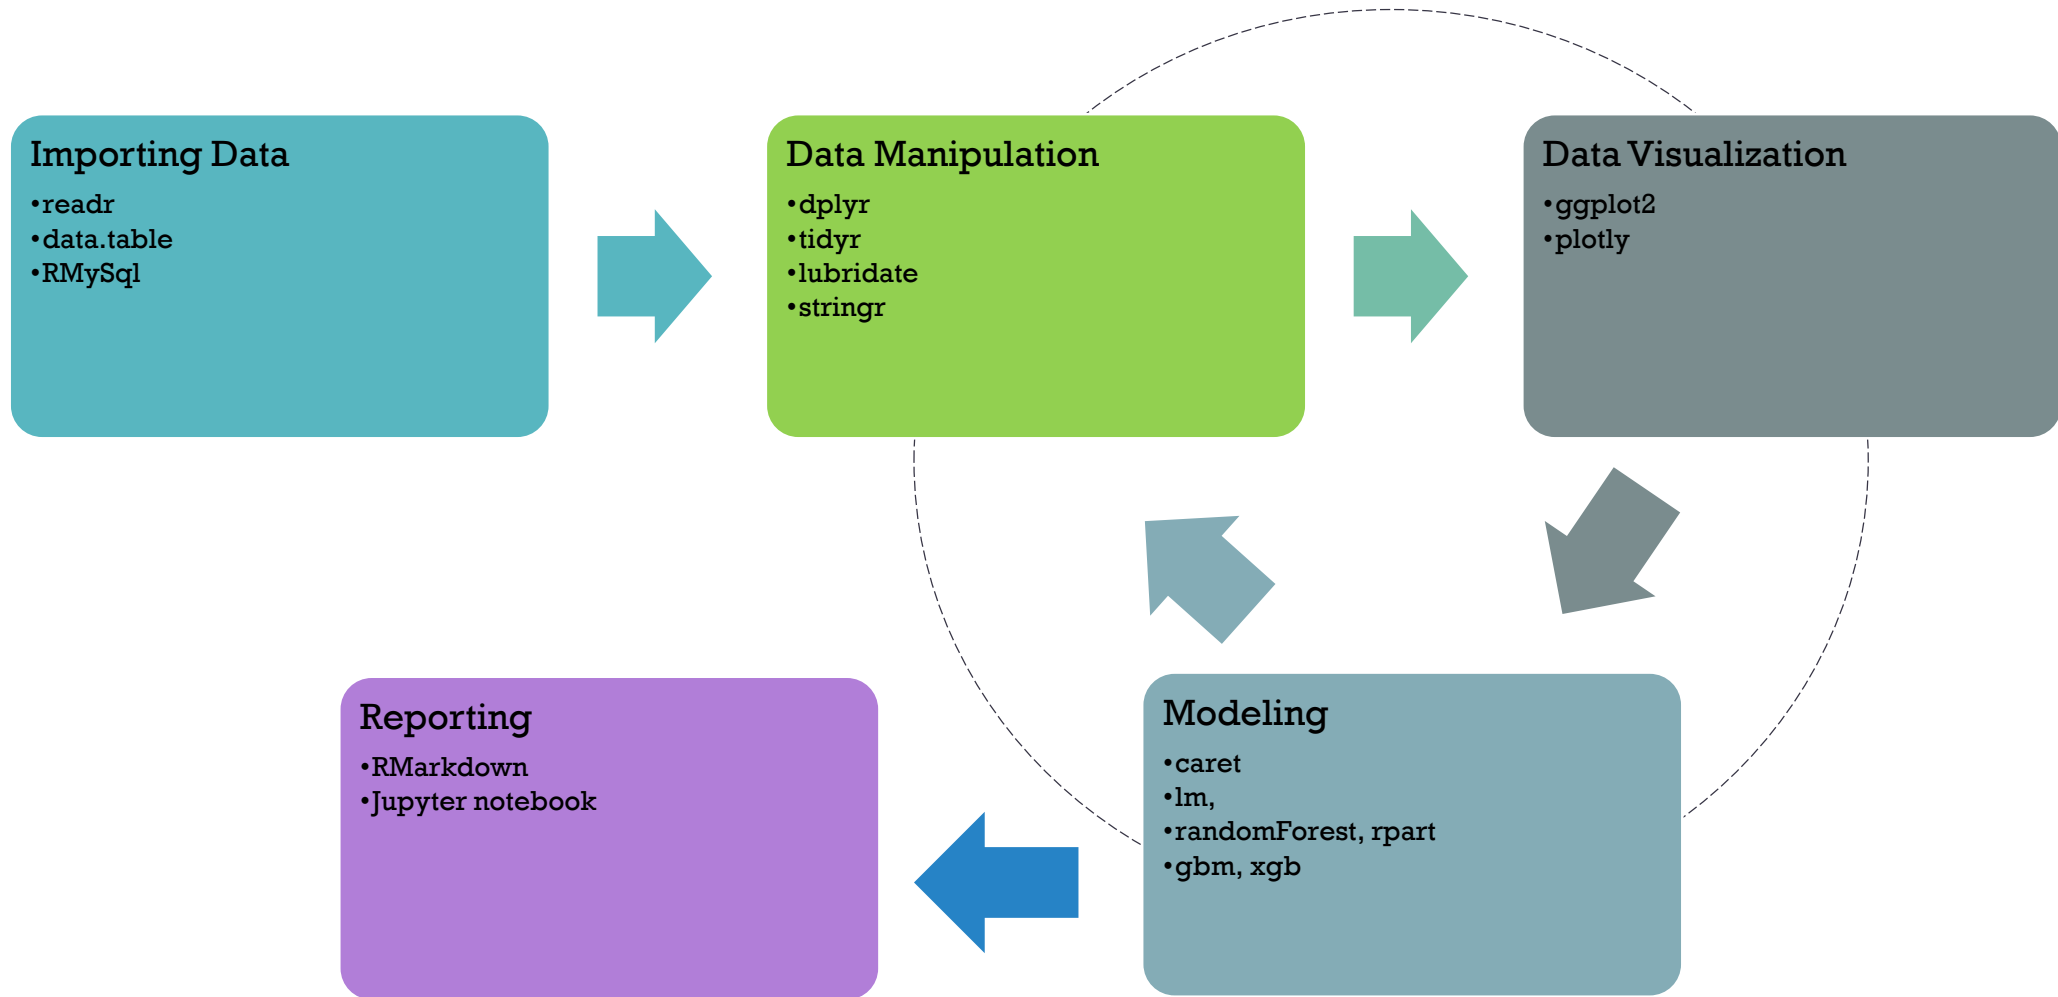 Importing Data
•readr
•data.table
•RMySql
Data Manipulation
•dplyr
•tidyr
•lubridate
•stringr
Data Visualization
•ggplot2
•plotly
Reporting
•RMarkdown
•Jupyter notebook
Modeling
•caret
•lm,
•randomForest, rpart
•gbm, xgb